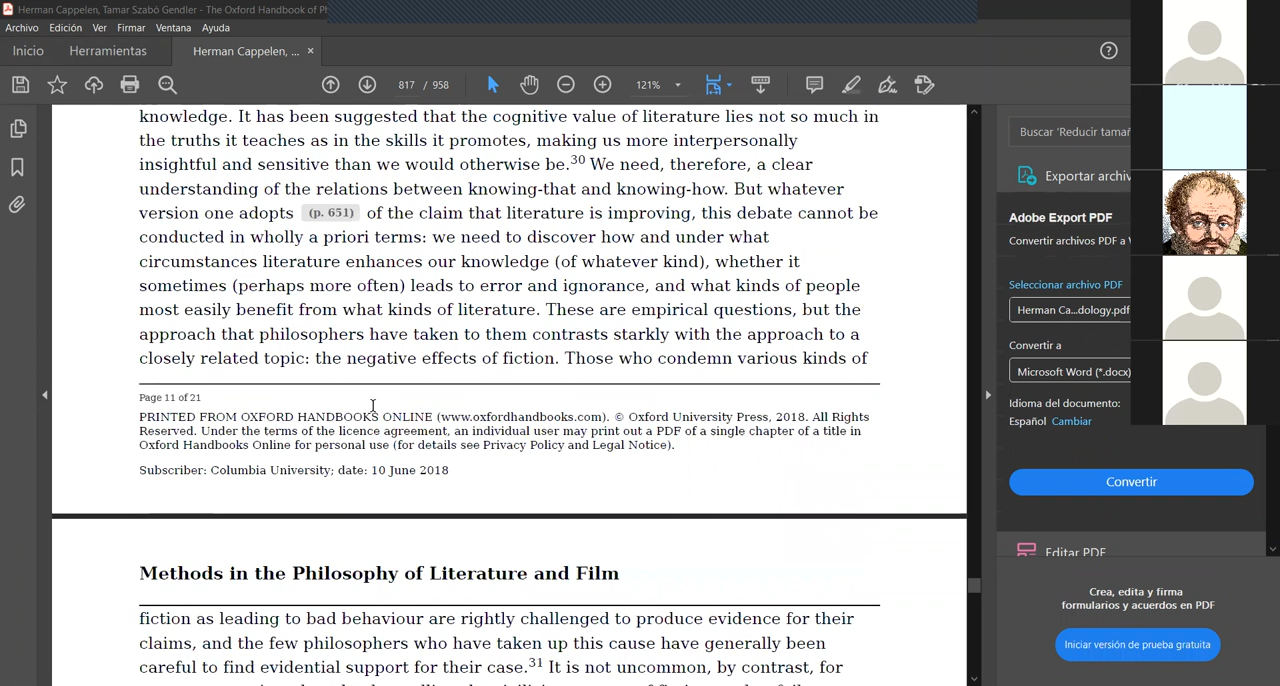 Herman Cappelen, Tamar Szabó Gendler - The Oxford Handbook of
Archivo Edición Ver Firmar Ventana Ayuda
Inicio Herramientas Herman Cappelen, ... ×
817 / 958 121%
knowledge. It has been suggested that the cognitive value of literature lies not so much in
the truths it teaches as in the skills it promotes, making us more interpersonally
insightful and sensitive than we would otherwise be.30 We need, therefore, a clear
understanding of the relations between knowing-that and knowing-how. But whatever
version one adopts (p. 651) of the claim that literature is improving, this debate cannot be
conducted in wholly a priori terms: we need to discover how and under what
circumstances literature enhances our knowledge (of whatever kind), whether it
sometimes (perhaps more often) leads to error and ignorance, and what kinds of people
most easily benefit from what kinds of literature. These are empirical questions, but the
approach that philosophers have taken to them contrasts starkly with the approach to a
closely related topic: the negative effects of fiction. Those who condemn various kinds of
Page 11 of 21
PRINTED FROM OXFORD HANDBOOKS ONLINE (www.oxfordhandbooks.com). © Oxford University Press, 2018. All Rights
Reserved. Under the terms of the licence agreement, an individual user may print out a PDF of a single chapter of a title in
Oxford Handbooks Online for personal use (for details see Privacy Policy and Legal Notice).
Subscriber: Columbia University; date: 10 June 2018
Methods in the Philosophy of Literature and Film
fiction as leading to bad behaviour are rightly challenged to produce evidence for their
claims, and the few philosophers who have taken up this cause have generally been
careful to find evidential support for their case.31 It is not uncommon, by contrast, for
Buscar 'Reducir tamañ
Exportar archiv
Adobe Export PDF
Convertir archivos PDF a
Seleccionar archivo PDF
Herman Ca...dology.pdf
Convertir a
Microsoft Word (*.docx)
Idioma del documento:
Español Cambiar
Convertir
Editar PDF
Crea, edita y firma
formularios y acuerdos en PDF
Iniciar versión de prueba gratuita